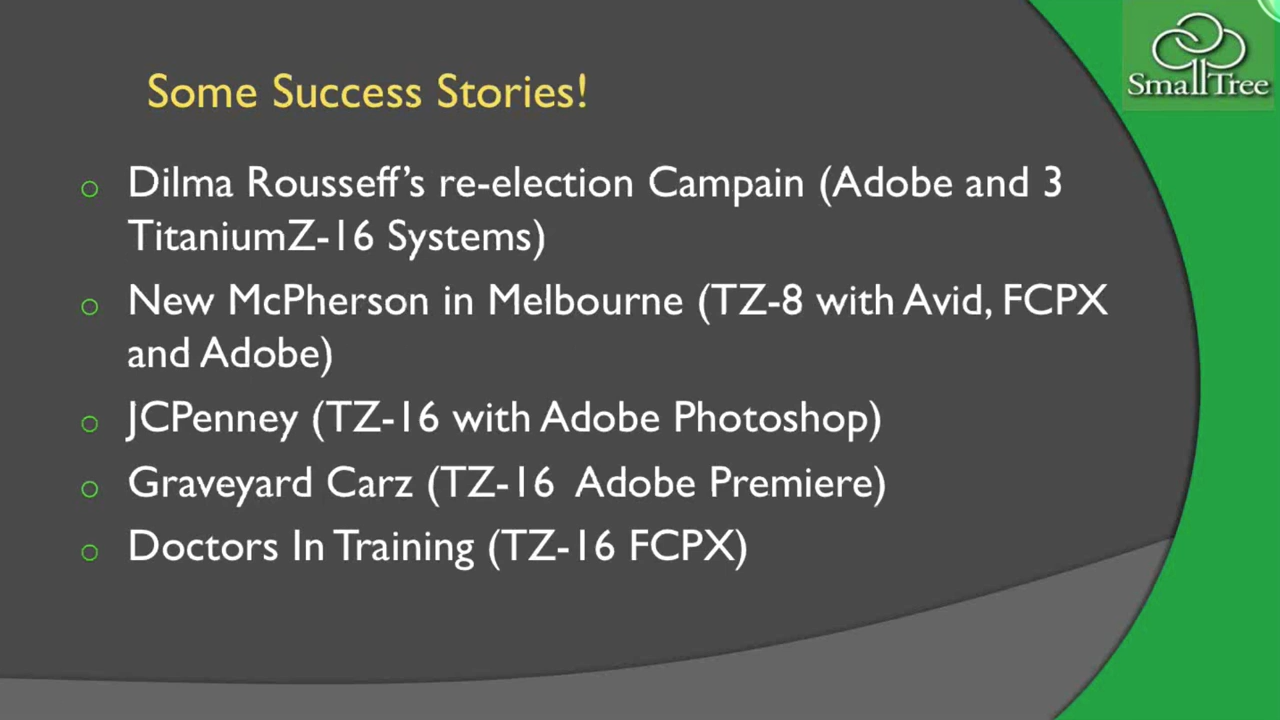 Some Success Stories!
SmallTree
Dilma Rousseff's re-election Campain (Adobe and 3
TitaniumZ-16 Systems)
New McPherson in Melbourne (TZ-8 with Avid, FCPX
and Adobe)
JCPenney (TZ-16 with Adobe Photoshop)
Graveyard Carz (TZ-16 Adobe Premiere)
Doctors In Training (TZ-16 FCPX)